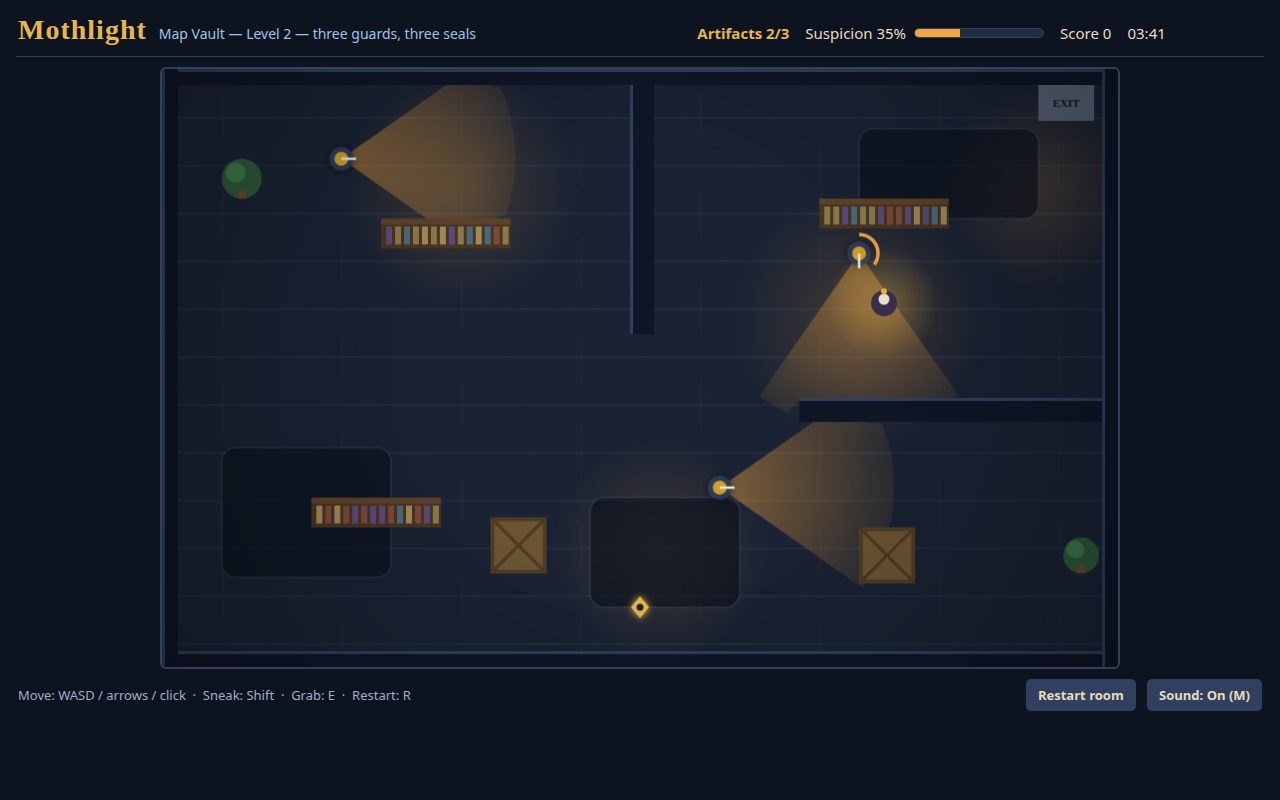 Mothlight Map Vault — Level 2 — three guards, three seals Artifacts 2/3 Suspicion 35% Score 0 03:41
EXIT
Move: WASD / arrows / click · Sneak: Shift · Grab: E · Restart: R Restart room Sound: On (M)